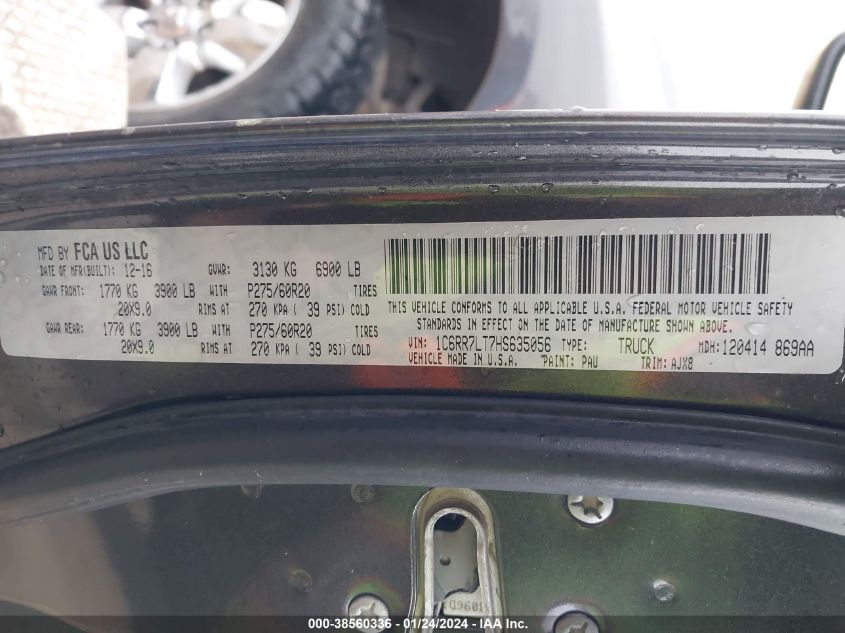 MFD BY FCA US LLC
DATE OF MFR(BUILT): 12-16 GVWR: 3130 KG 6900 LB
GAWR FRONT: 1770 KG 3900 LB WITH P275/60R20 TIRES
20X9.0 RIMS AT 270 KPA ( 39 PSI) COLD
GAWR REAR: 1770 KG 3900 LB WITH P275/60R20 TIRES
20X9.0 RIMS AT 270 KPA ( 39 PSI) COLD
THIS VEHICLE CONFORMS TO ALL APPLICABLE U.S.A. FEDERAL MOTOR VEHICLE SAFETY
STANDARDS IN EFFECT ON THE DATE OF MANUFACTURE SHOWN ABOVE.
VIN: 1C6RR7LT7HS635056 TYPE: TRUCK MDH: 120414 869AA
VEHICLE MADE IN U.S.A. PAINT: PAU TRIM: AJX8
000-38560336 - 01/24/2024 - IAA Inc.